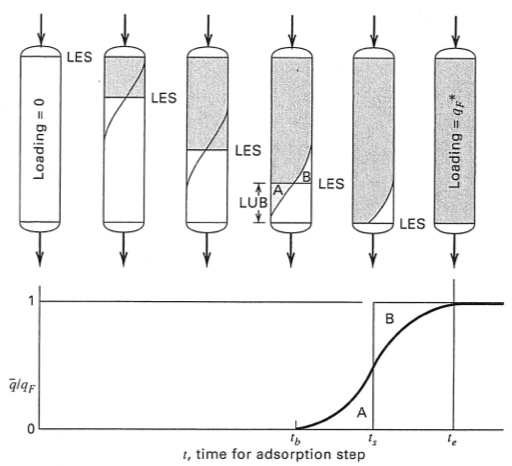 LES
LES
LES
LES
LES
Loading = 0
A
B
LUB
Loading = q_F*
1
0
q̅/q_F
A
B
t_b
t_s
t_e
t, time for adsorption step